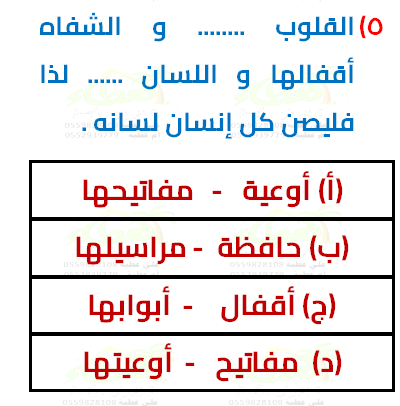 ٥) القلوب ........ و الشفاه
أقفالها و اللسان ...... لذا
فليصن كل إنسان لسانه .
(أ) أوعية - مفاتيحها
(ب) حافظة - مراسيلها
(ج) أقفال - أبوابها
(د) مفاتيح - أوعيتها